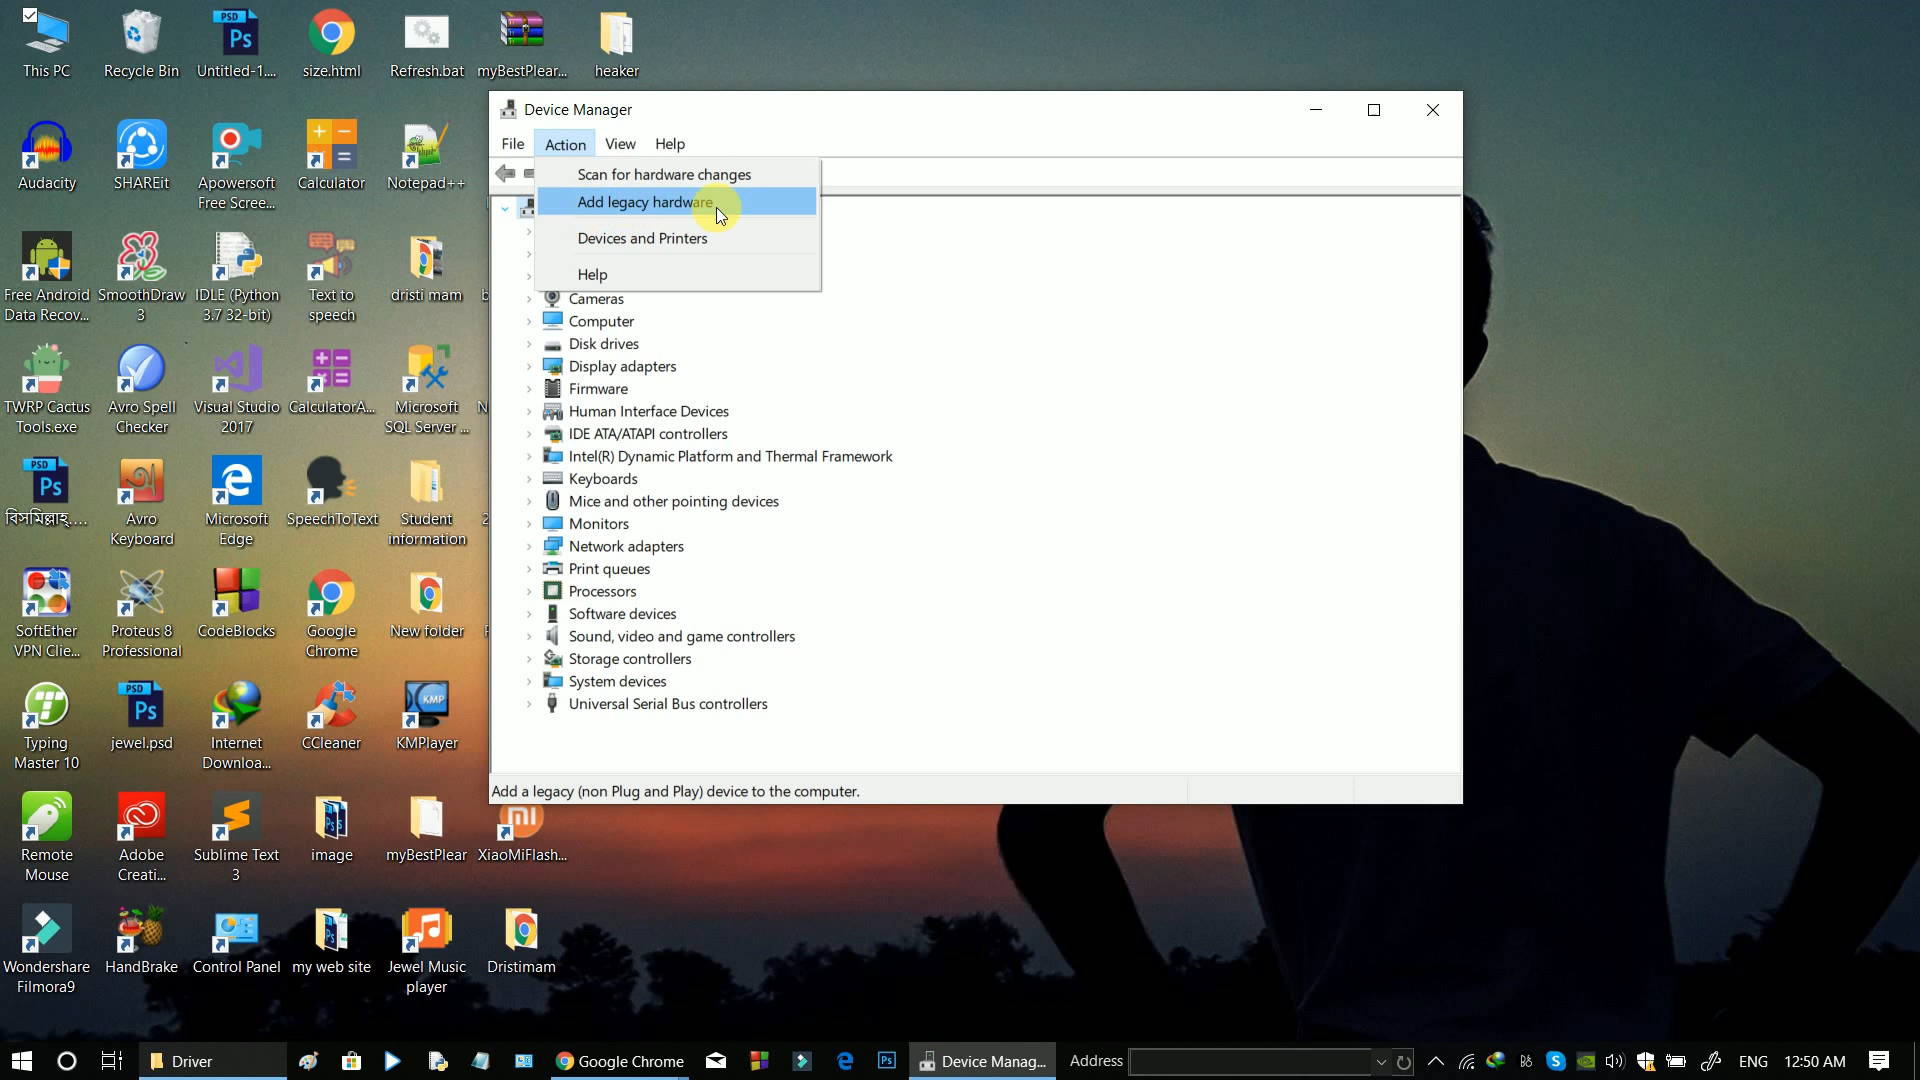 This PC
Recycle Bin
Untitled-1....
size.html
Refresh.bat
myBestPlear...
heaker
Audacity
SHAREit
Apowersoft
Free Scree...
Calculator
Notepad++
Free Android
Data Recov...
SmoothDraw
3
IDLE (Python
3.7 32-bit)
Text to
speech
dristi mam
TWRP Cactus
Tools.exe
Avro Spell
Checker
Visual Studio
2017
CalculatorA...
Microsoft
SQL Server ...
বিসমিল্লাহ্....
Avro
Keyboard
Microsoft
Edge
SpeechToText
Student
information
SoftEther
VPN Clie...
Proteus 8
Professional
CodeBlocks
Google
Chrome
New folder
Typing
Master 10
jewel.psd
Internet
Downloa...
CCleaner
KMPlayer
Remote
Mouse
Adobe
Creati...
Sublime Text
3
image
myBestPlear
XiaoMiFlash...
Wondershare
Filmora9
HandBrake
Control Panel
my web site
Jewel Music
player
Dristimam
Device Manager
File Action View Help
Scan for hardware changes
Add legacy hardware
Devices and Printers
Help
Cameras
Computer
Disk drives
Display adapters
Firmware
Human Interface Devices
IDE ATA/ATAPI controllers
Intel(R) Dynamic Platform and Thermal Framework
Keyboards
Mice and other pointing devices
Monitors
Network adapters
Print queues
Processors
Software devices
Sound, video and game controllers
Storage controllers
System devices
Universal Serial Bus controllers
Add a legacy (non Plug and Play) device to the computer.
Driver
Google Chrome
Device Manag...
Address
ENG
12:50 AM